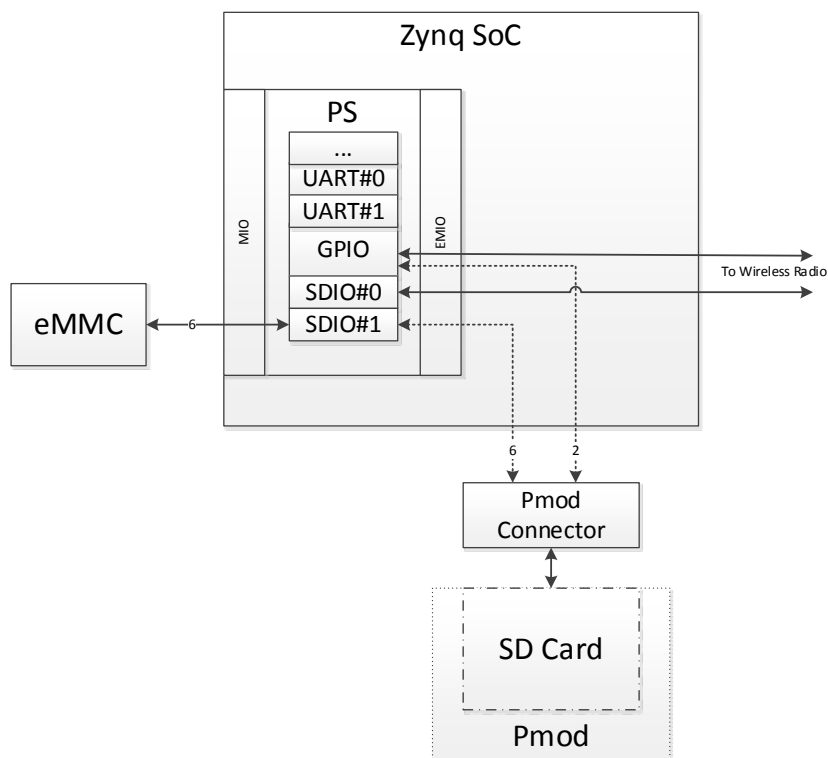 Zynq SoC
PS
...
UART#0
UART#1
GPIO
SDIO#0
SDIO#1
MIO
EMIO
To Wireless Radio
eMMC
6
6
2
Pmod
Connector
SD Card
Pmod